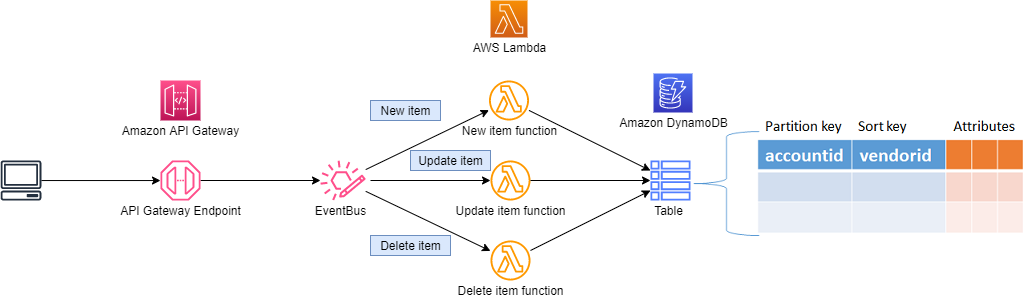 AWS Lambda
Amazon API Gateway
New item
New item function
Amazon DynamoDB
Partition key Sort key Attributes
accountid vendorid
Update item
API Gateway Endpoint
EventBus
Update item function
Table
Delete item
Delete item function